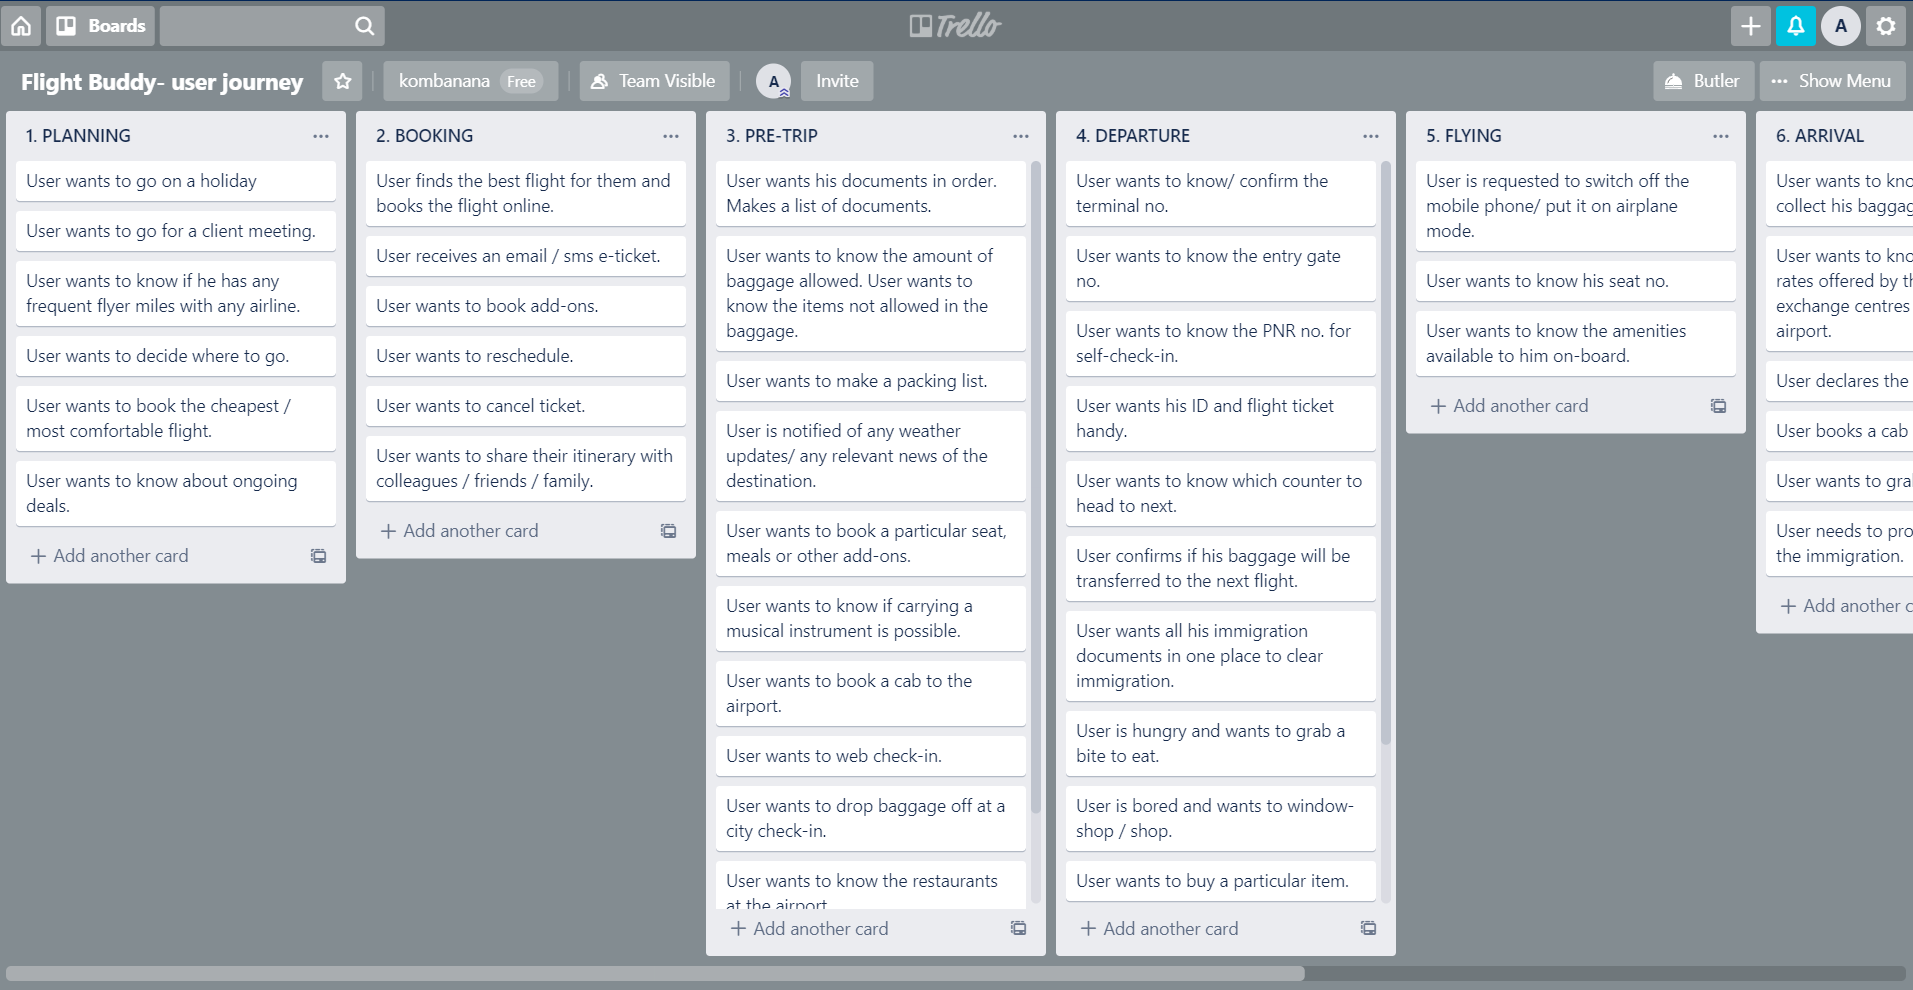 Boards
Trello
A
Flight Buddy- user journey
kombanana Free
Team Visible
A
Invite
Butler
Show Menu
1. PLANNING
User wants to go on a holiday
User wants to go for a client meeting.
User wants to know if he has any
frequent flyer miles with any airline.
User wants to decide where to go.
User wants to book the cheapest /
most comfortable flight.
User wants to know about ongoing
deals.
Add another card
2. BOOKING
User finds the best flight for them and
books the flight online.
User receives an email / sms e-ticket.
User wants to book add-ons.
User wants to reschedule.
User wants to cancel ticket.
User wants to share their itinerary with
colleagues / friends / family.
Add another card
3. PRE-TRIP
User wants his documents in order.
Makes a list of documents.
User wants to know the amount of
baggage allowed. User wants to
know the items not allowed in the
baggage.
User wants to make a packing list.
User is notified of any weather
updates/ any relevant news of the
destination.
User wants to book a particular seat,
meals or other add-ons.
User wants to know if carrying a
musical instrument is possible.
User wants to book a cab to the
airport.
User wants to web check-in.
User wants to drop baggage off at a
city check-in.
User wants to know the restaurants
at the airport
Add another card
4. DEPARTURE
User wants to know/ confirm the
terminal no.
User wants to know the entry gate
no.
User wants to know the PNR no. for
self-check-in.
User wants his ID and flight ticket
handy.
User wants to know which counter to
head to next.
User confirms if his baggage will be
transferred to the next flight.
User wants all his immigration
documents in one place to clear
immigration.
User is hungry and wants to grab a
bite to eat.
User is bored and wants to window-
shop / shop.
User wants to buy a particular item.
Add another card
5. FLYING
User is requested to switch off the
mobile phone/ put it on airplane
mode.
User wants to know his seat no.
User wants to know the amenities
available to him on-board.
Add another card
6. ARRIVAL
User wants to
collect his
User wants to
rates offered by
exchange centres
airport.
User declares the
User books a cab
User wants to
User needs to
the immigration.
Add another